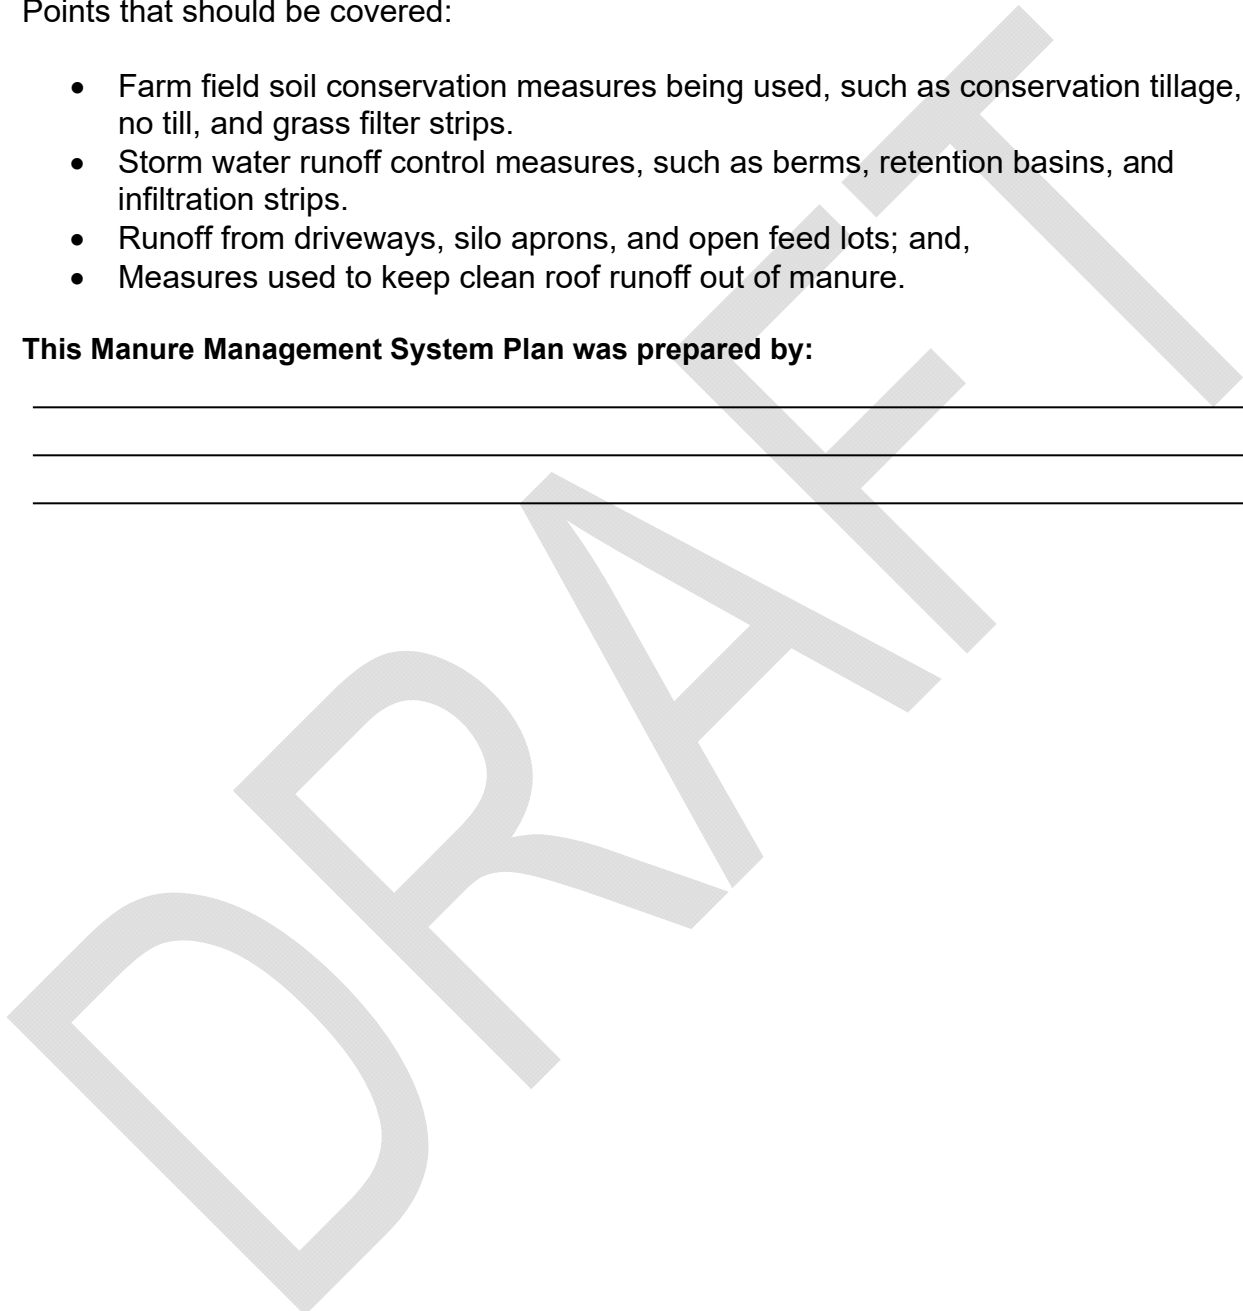 Points that should be covered:
• Farm field soil conservation measures being used, such as conservation tillage,
no till, and grass filter strips.
• Storm water runoff control measures, such as berms, retention basins, and
infiltration strips.
• Runoff from driveways, silo aprons, and open feed lots; and,
• Measures used to keep clean roof runoff out of manure.
This Manure Management System Plan was prepared by:
DRAFT